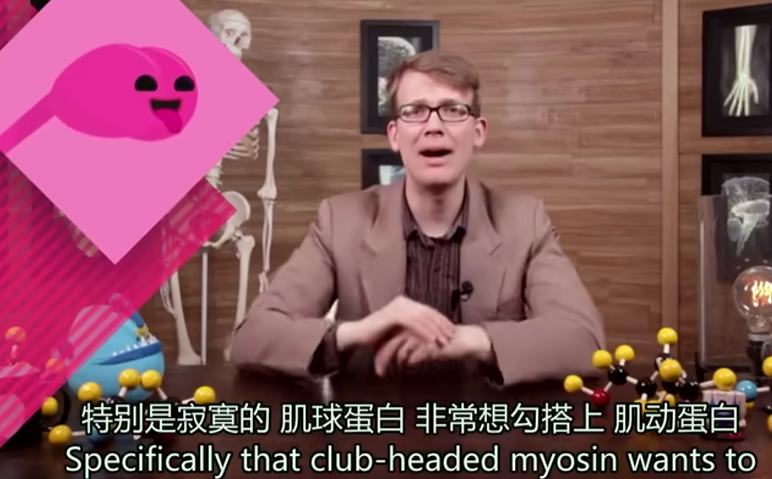 特别是寂寞的 肌球蛋白 非常想勾搭上 肌动蛋白
Specifically that club-headed myosin wants to